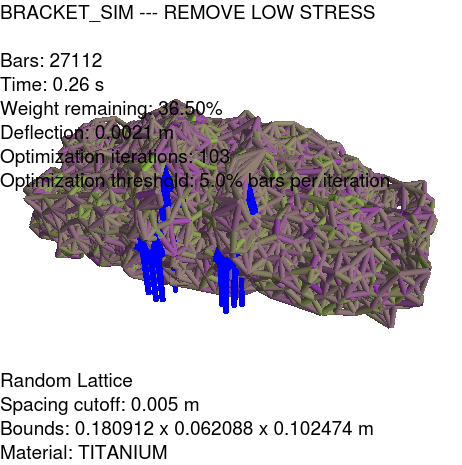 BRACKET_SIM --- REMOVE LOW STRESS
Bars: 27112
Time: 0.26 s
Weight remaining: 36.50%
Deflection: 0.0021 m
Optimization iterations: 103
Optimization threshold: 5.0% bars per iteration
Random Lattice
Spacing cutoff: 0.005 m
Bounds: 0.180912 x 0.062088 x 0.102474 m
Material: TITANIUM